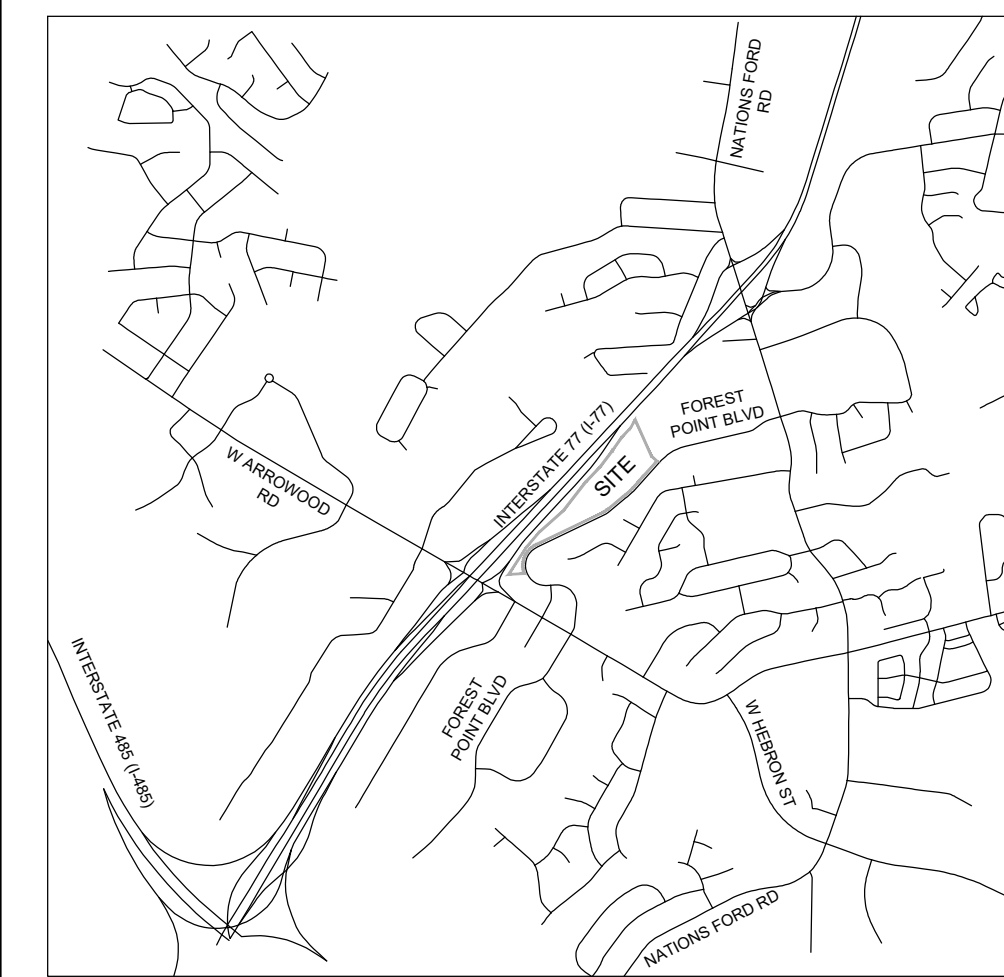 NATIONS FORD
RD
INTERSTATE 77 (I-77)
FOREST
POINT BLVD
SITE
W ARROWOOD
RD
INTERSTATE 485 (I-485)
FOREST
POINT BLVD
W HEBRON ST
NATIONS FORD RD